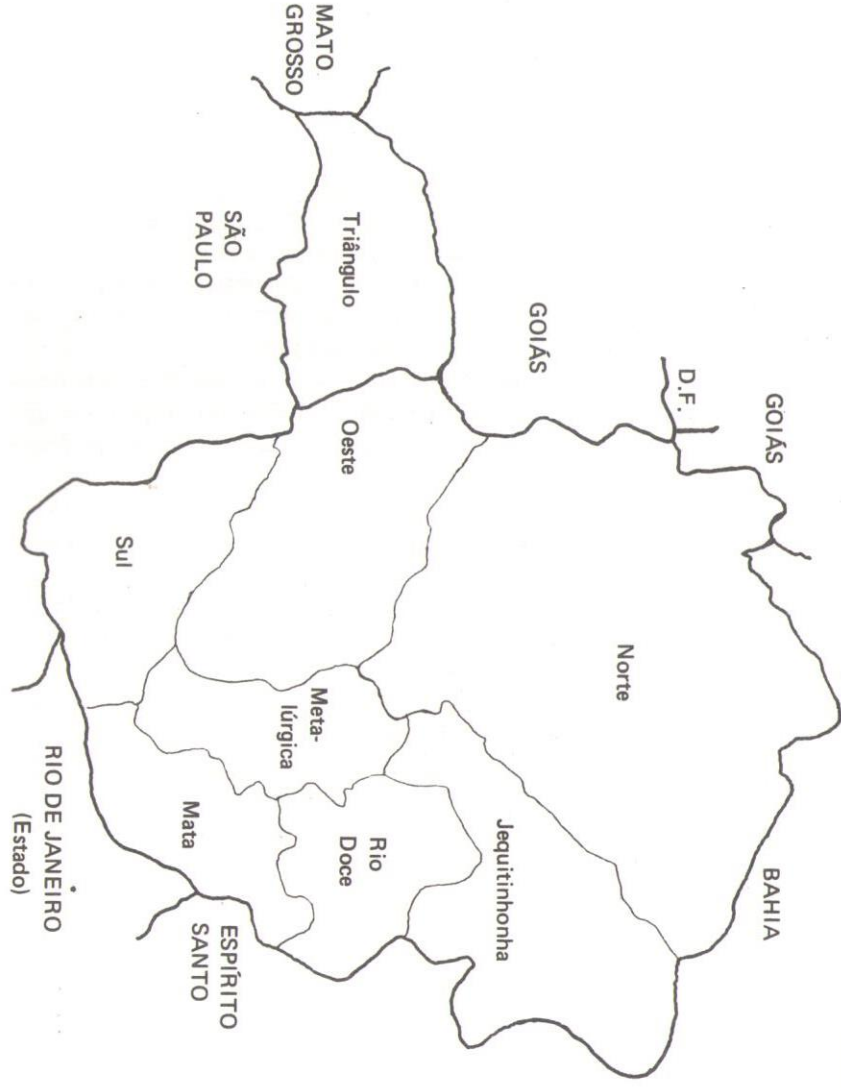 MATO
GROSSO
SÃO
PAULO
Triângulo
GOIÁS
D.F.
GOIÁS
Oeste
Sul
Norte
Meta-
lúrgica
Jequitinhonha
Rio
Doce
Mata
BAHIA
ESPÍRITO
SANTO
RIO DE JANEIRO
(Estado)